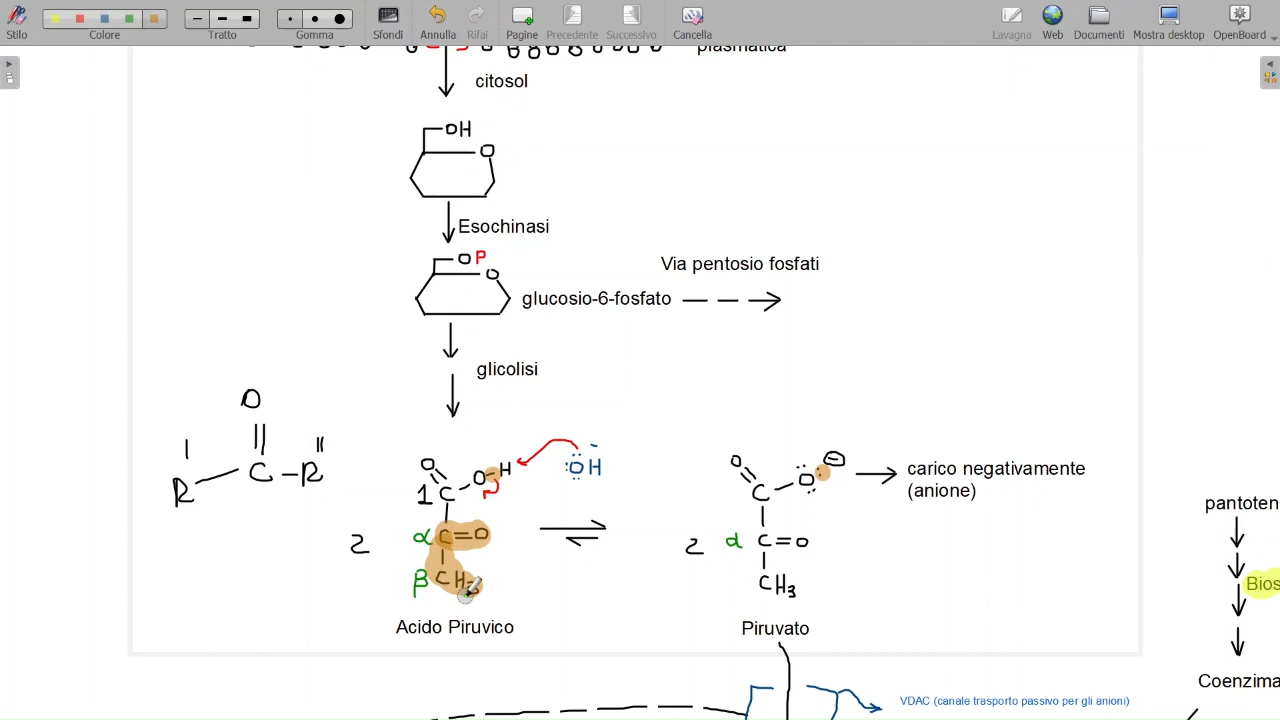 Stilo
Colore
Tratto
Gomma
Sfondi
Annulla
Rifai
Pagine
Precedente
Successivo
Cancella
Lavagna
Web
Documenti
Mostra desktop
OpenBoard
plasmatica
citosol
OH
O
Esochinasi
O P
O
Via pentosio fosfati
glucosio-6-fosfato
glicolisi
O
R' C R''
O O H
1 C
:OH -
2 α C=O
β CH3
Acido Piruvico
O O ⊖
C
2 α C=O
CH3
Piruvato
carico negativamente
(anione)
pantoten
Bios
Coenzima
VDAC (canale trasporto passivo per gli anioni)